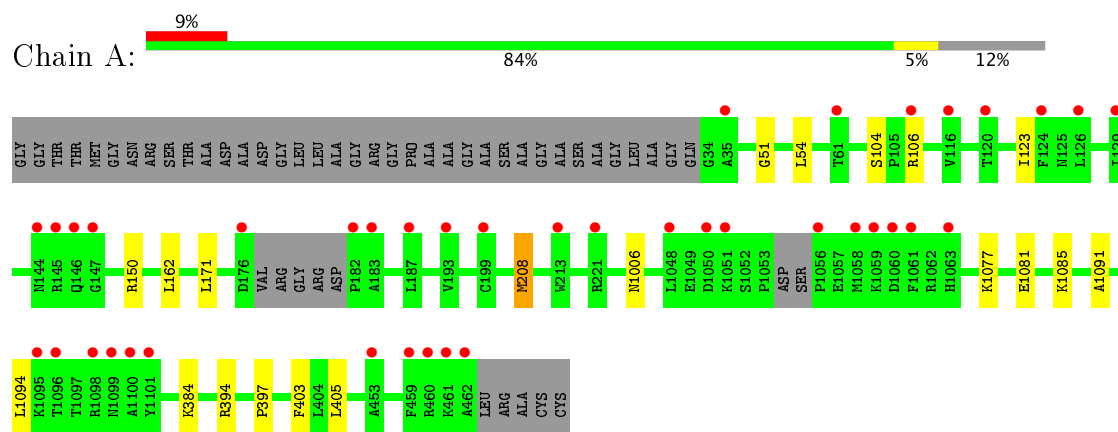 9%
Chain A:
84% 5% 12%
GLY GLY THR THR MET GLY ASN ARG SER THR ALA ASP ALA ASP GLY LEU LEU ALA GLY ARG GLY PRO ALA ALA GLY ALA SER ALA GLY ALA SER ALA GLY LEU ALA GLY GLN G34 A35 G51 L54 T61 S104 P105 R106 V116 T120 I123 F124 N125 L126
N144 R145 Q146 G147 R150 L162 L171 D176 VAL ARG GLY ARG ASP P182 A183 L187 V193 C199 M208 W213 R221 N1006 L1048 E1049 D1050 K1051 S1052 P1053 ASP SER P1056 E1057 M1058 K1059 D1060 F1061 R1062 H1063 K1077 E1081 K1085 A1091
L1094 K1095 T1096 T1097 R1098 N1099 A1100 Y1101 K384 R394 P397 F403 L404 L405 A453 F459 R460 K461 A462 LEU ARG ALA CYS CYS